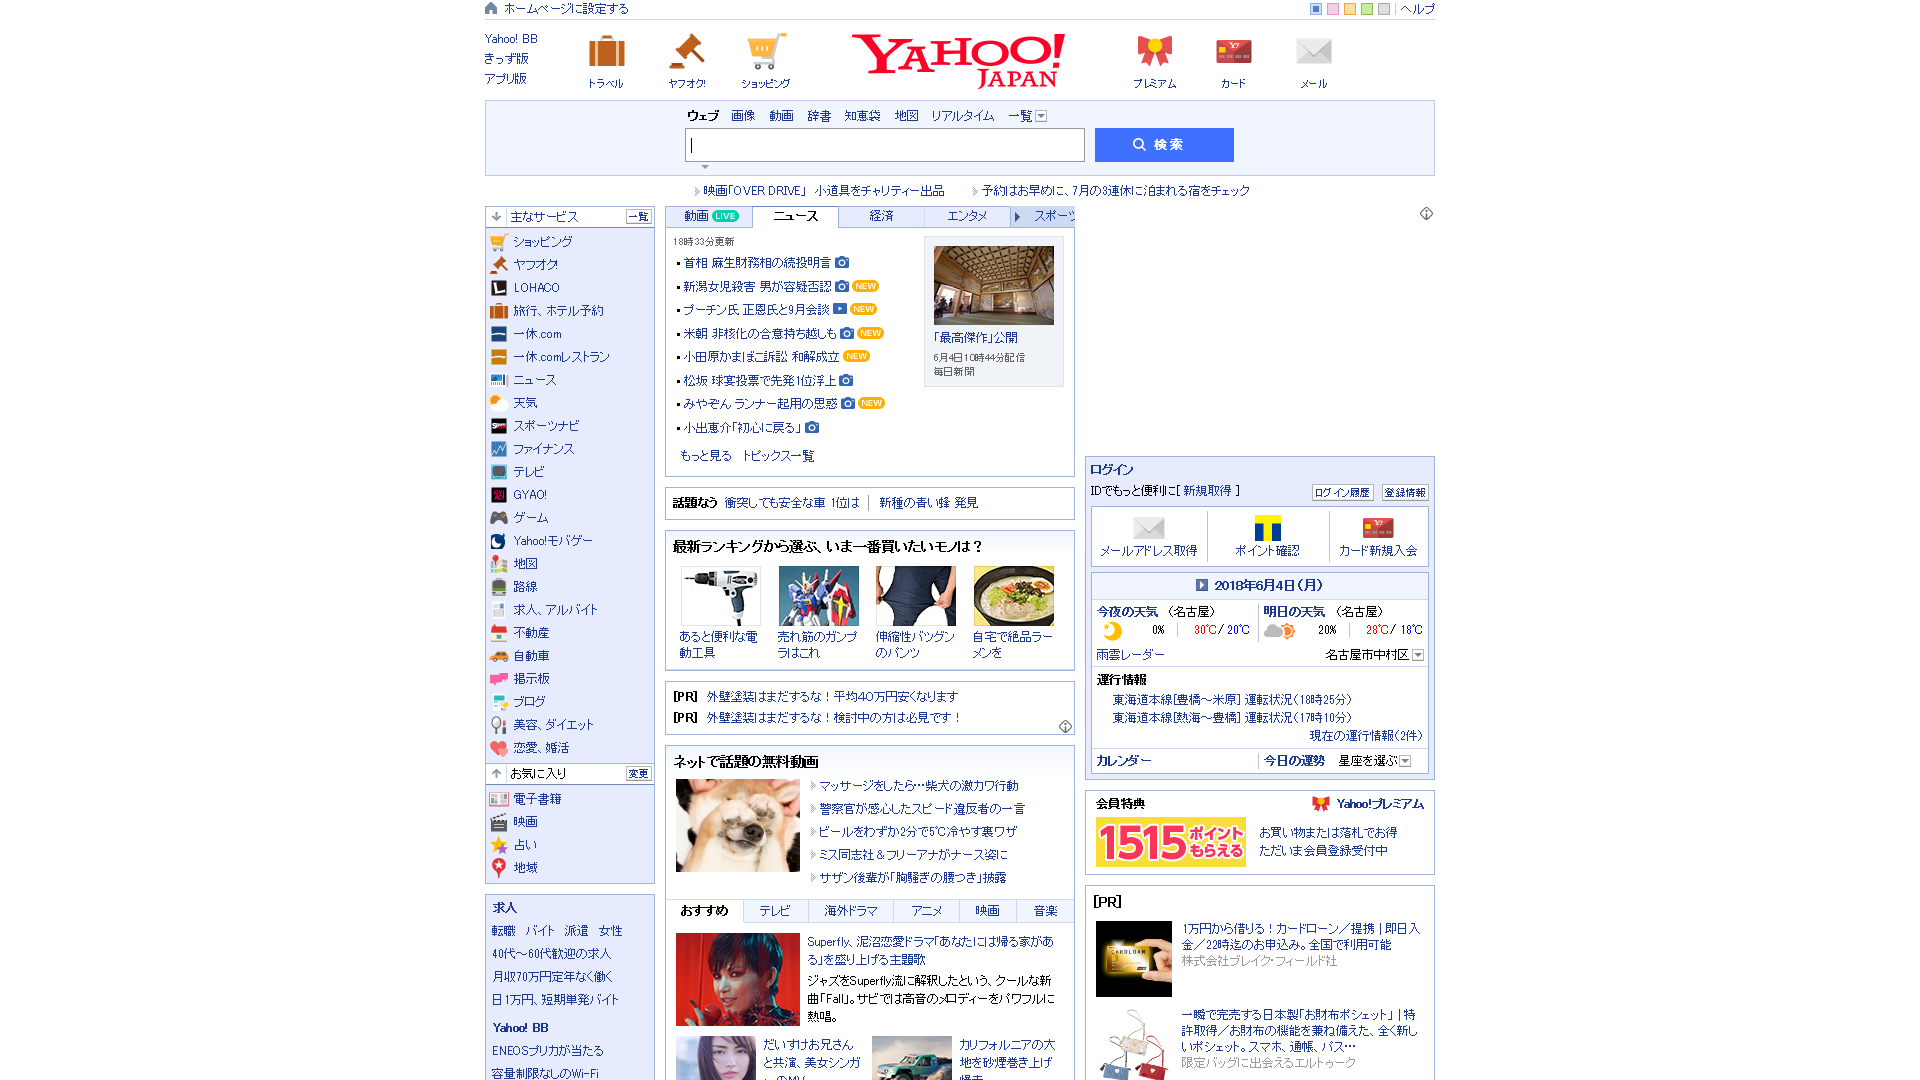 ホームページに設定する
ヘルプ
Yahoo! BB
きっず版
アプリ版
トラベル
ヤフオク!
ショッピング
YAHOO!
JAPAN
プレミアム
カード
メール
ウェブ 画像 動画 辞書 知恵袋 地図 リアルタイム 一覧
検索
映画「OVER DRIVE」 小道具をチャリティー出品
予約はお早めに、7月の3連休に泊まれる宿をチェック
主なサービス 一覧
ショッピング
ヤフオク!
LOHACO
旅行、ホテル予約
一休.com
一休.comレストラン
ニュース
天気
スポーツナビ
ファイナンス
テレビ
GYAO!
ゲーム
Yahoo!モバゲー
地図
路線
求人、アルバイト
不動産
自動車
掲示板
ブログ
美容、ダイエット
恋愛、婚活
お気に入り 変更
電子書籍
映画
占い
地域
求人
転職 バイト 派遣 女性
40代～60代歓迎の求人
月収70万円定年なく働く
日1万円、短期単発バイト
Yahoo! BB
ENEOSプリカが当たる
容量制限なしのWi-Fi
動画 LIVE ニュース 経済 エンタメ スポーツ
18時33分更新
首相 麻生財務相の続投明言
新潟女児殺害 男が容疑否認 NEW
プーチン氏 正恩氏と9月会談 NEW
米朝 非核化の合意持ち越しも NEW
小田原かまぼこ訴訟 和解成立 NEW
松坂 球宴投票で先発1位浮上
みやぞん ランナー起用の思惑 NEW
小出恵介「初心に戻る」
もっと見る トピックス一覧
「最高傑作」公開
6月4日10時44分配信
毎日新聞
話題なう 衝突しても安全な車 1位は 新種の青い蜂 発見
最新ランキングから選ぶ、いま一番買いたいモノは？
あると便利な電
動工具
売れ筋のガンプ
ラはこれ
伸縮性バツグン
のパンツ
自宅で絶品ラー
メンを
[PR] 外壁塗装はまだするな！平均40万円安くなります
[PR] 外壁塗装はまだするな！検討中の方は必見です！
ネットで話題の無料動画
マッサージをしたら…柴犬の激カワ行動
警察官が感心したスピード違反者の一言
ビールをわずか2分で5℃冷やす裏ワザ
ミス同志社＆フリーアナがナース姿に
サザン後輩が「胸騒ぎの腰つき」披露
おすすめ テレビ 海外ドラマ アニメ 映画 音楽
Superfly、泥沼恋愛ドラマ「あなたには帰る家があ
る」を盛り上げる主題歌
ジャズをSuperfly流に解釈したという、クールな新
曲「Fall」。サビでは高音のメロディーをパワフルに
熱唱。
だいすけお兄さん
と共演、美女シンガ
カリフォルニアの大
地を砂煙巻き上げ
ログイン
IDでもっと便利に[ 新規取得 ]
ログイン履歴 登録情報
メールアドレス取得
ポイント確認
カード新規入会
2018年6月4日（月）
今夜の天気 （名古屋）
0% 30℃/ 20℃
明日の天気 （名古屋）
20% 28℃/ 18℃
雨雲レーダー
名古屋市中村区
運行情報
東海道本線[豊橋～米原] 運転状況（18時25分）
東海道本線[熱海～豊橋] 運転状況（17時10分）
現在の運行情報（2件）
カレンダー
今日の運勢 星座を選ぶ
会員特典
Yahoo!プレミアム
1515ポイントもらえる
お買い物または落札でお得
ただいま会員登録受付中
[PR]
CARDLOAN
1万円から借りる！カードローン／提携 | 即日入
金／22時迄のお申込み。全国で利用可能
株式会社ブレイク・フィールド社
一瞬で完売する日本製「お財布ポシェット」 | 特
許取得／お財布の機能を兼ね備えた、全く新し
いポシェット。スマホ、通帳、パス…
限定バッグに出会えるエルトゥーク